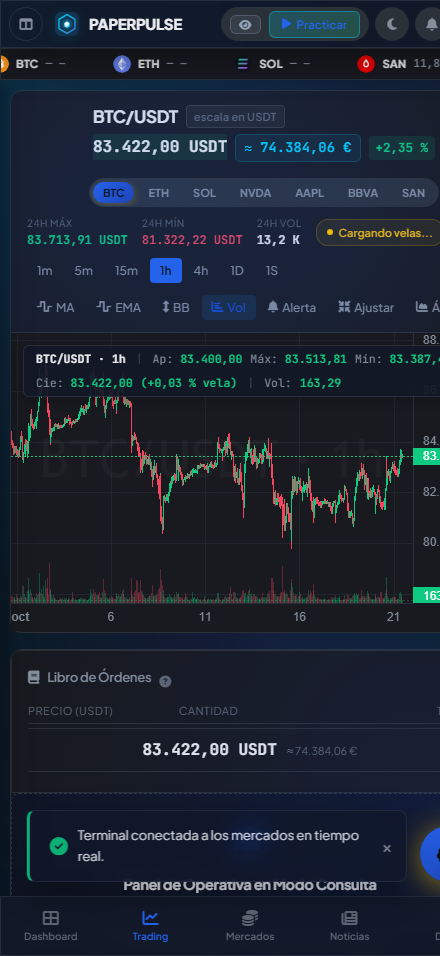 PAPERPULSE
Practicar
BTC – –
ETH – –
SOL – –
SAN 11,8
BTC/USDT escala en USDT
83.422,00 USDT ≈ 74.384,06 € +2,35 %
BTC ETH SOL NVDA AAPL BBVA SAN
24H MÁX 24H MÍN 24H VOL
83.713,91 USDT 81.322,22 USDT 13,2 K Cargando velas...
1m 5m 15m 1h 4h 1D 1S
MA EMA BB Vol Alerta Ajustar
BTC/USDT · 1h | Ap: 83.400,00 Máx: 83.513,81 Mín: 83.387,
Cie: 83.422,00 (+0,03 % vela) | Vol: 163,29
88.
84.
83.
82.
80.
163
oct 6 11 16 21
Libro de Órdenes ?
PRECIO (USDT) CANTIDAD
83.422,00 USDT ≈74.384,06 €
Terminal conectada a los mercados en tiempo
real.
×
Panel de Operativa en Modo Consulta
Dashboard Trading Mercados Noticias